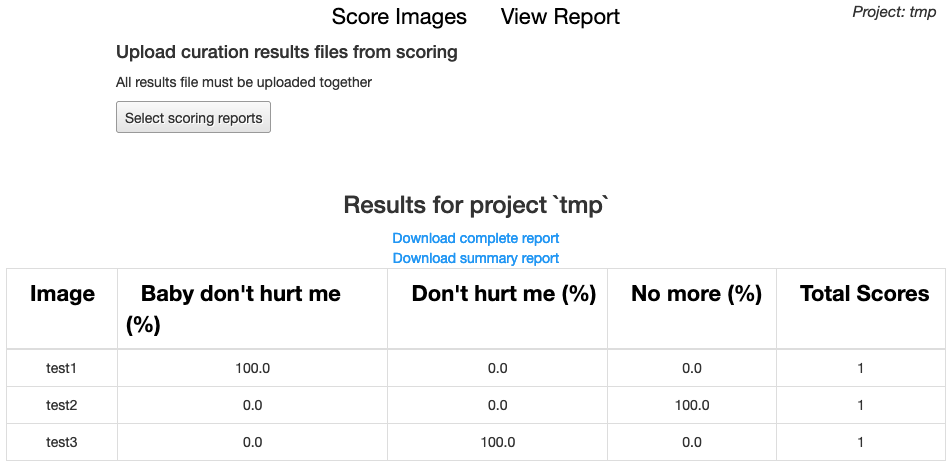 Score Images View Report Project: tmp
Upload curation results files from scoring
All results file must be uploaded together
Select scoring reports
Results for project `tmp`
Download complete report
Download summary report
Image Baby don't hurt me (%) Don't hurt me (%) No more (%) Total Scores
test1 100.0 0.0 0.0 1
test2 0.0 0.0 100.0 1
test3 0.0 100.0 0.0 1